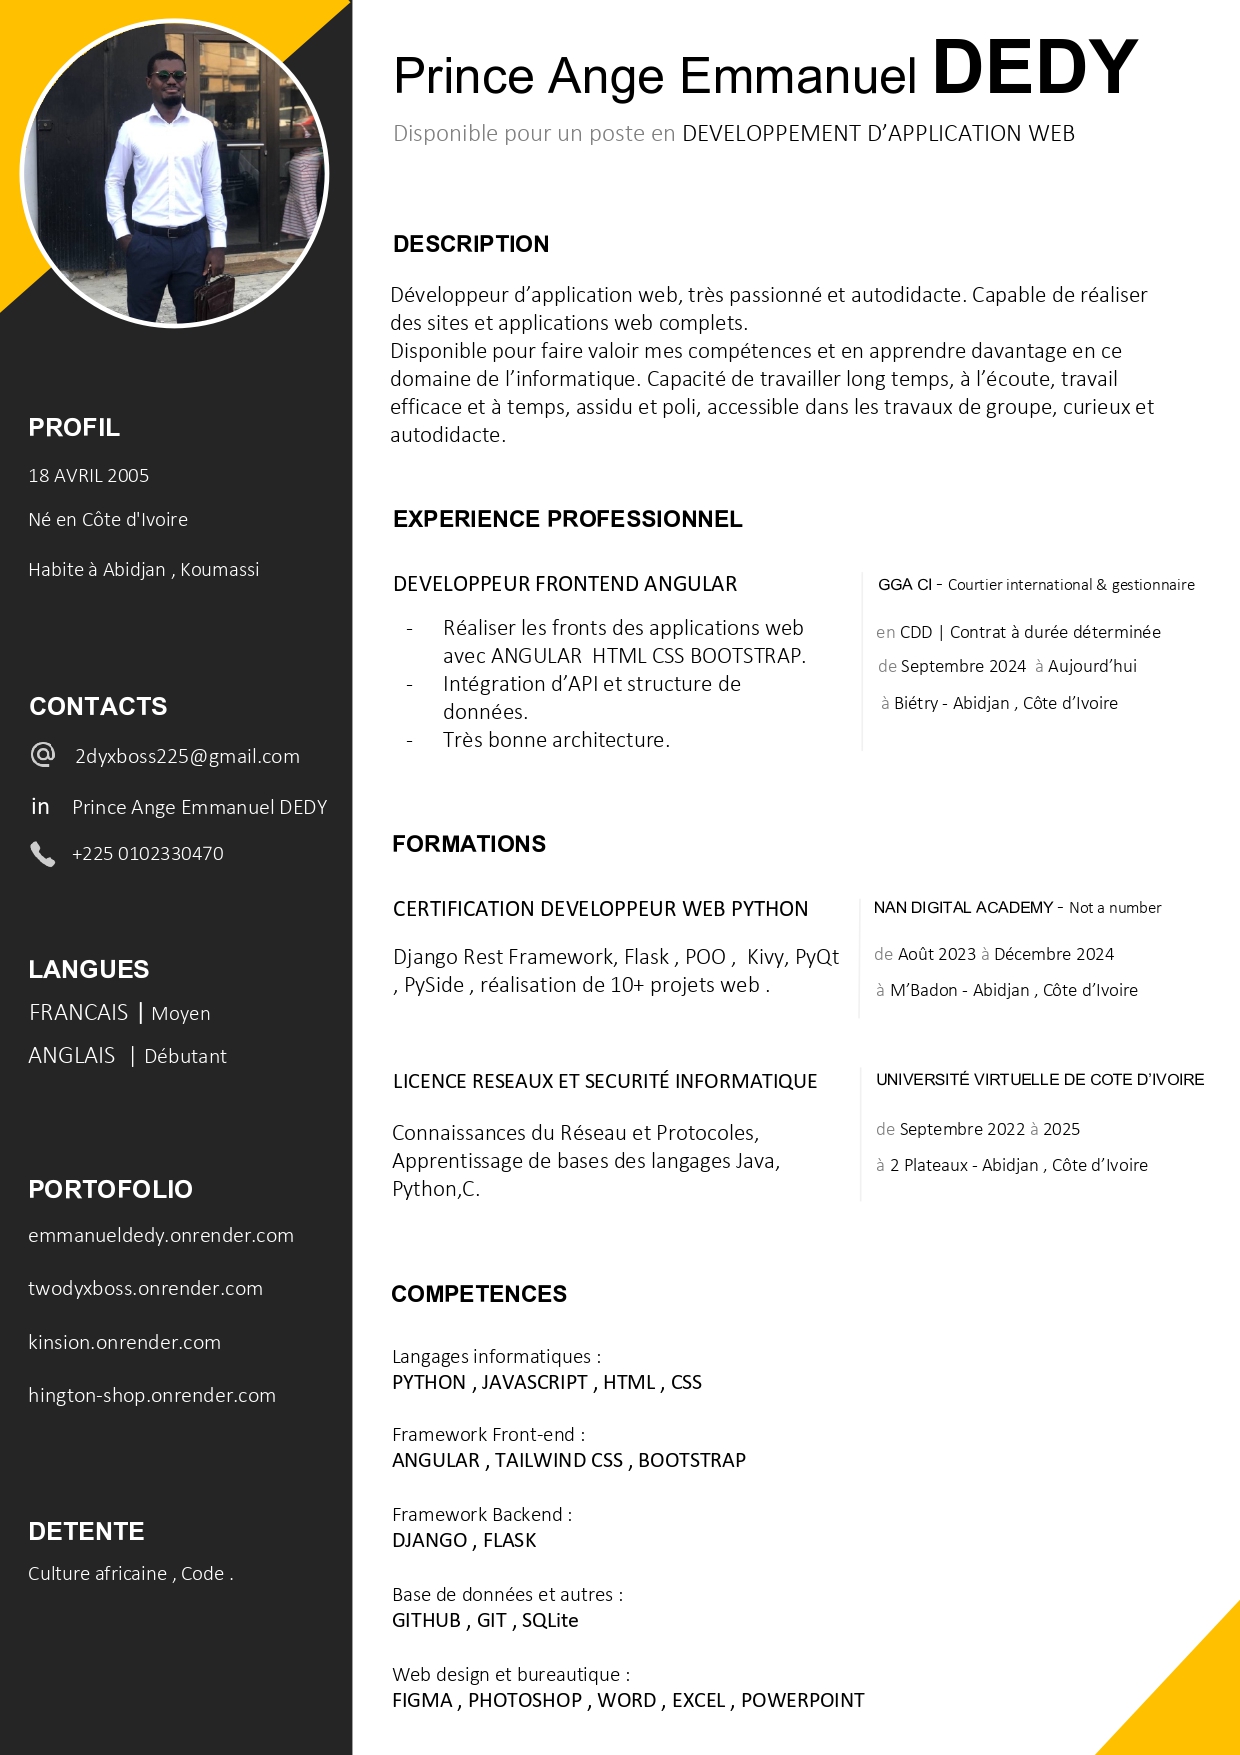 Prince Ange Emmanuel DEDY
Disponible pour un poste en DEVELOPPEMENT D’APPLICATION WEB
PROFIL
18 AVRIL 2005
Né en Côte d'Ivoire
Habite à Abidjan , Koumassi
CONTACTS
2dyxboss225@gmail.com
in Prince Ange Emmanuel DEDY
+225 0102330470
LANGUES
FRANCAIS | Moyen
ANGLAIS | Débutant
PORTOFOLIO
emmanueldedy.onrender.com
twodyxboss.onrender.com
kinsion.onrender.com
hington-shop.onrender.com
DETENTE
Culture africaine , Code .
DESCRIPTION
Développeur d’application web, très passionné et autodidacte. Capable de réaliser
des sites et applications web complets.
Disponible pour faire valoir mes compétences et en apprendre davantage en ce
domaine de l’informatique. Capacité de travailler long temps, à l’écoute, travail
efficace et à temps, assidu et poli, accessible dans les travaux de groupe, curieux et
autodidacte.
EXPERIENCE PROFESSIONNEL
DEVELOPPEUR FRONTEND ANGULAR
- Réaliser les fronts des applications web
avec ANGULAR HTML CSS BOOTSTRAP.
- Intégration d’API et structure de
données.
- Très bonne architecture.
GGA CI - Courtier international & gestionnaire
en CDD | Contrat à durée déterminée
de Septembre 2024 à Aujourd’hui
à Biétry - Abidjan , Côte d’Ivoire
FORMATIONS
CERTIFICATION DEVELOPPEUR WEB PYTHON
Django Rest Framework, Flask , POO , Kivy, PyQt
, PySide , réalisation de 10+ projets web .
NAN DIGITAL ACADEMY - Not a number
de Août 2023 à Décembre 2024
à M’Badon - Abidjan , Côte d’Ivoire
LICENCE RESEAUX ET SECURITÉ INFORMATIQUE
Connaissances du Réseau et Protocoles,
Apprentissage de bases des langages Java,
Python,C.
UNIVERSITÉ VIRTUELLE DE COTE D’IVOIRE
de Septembre 2022 à 2025
à 2 Plateaux - Abidjan , Côte d’Ivoire
COMPETENCES
Langages informatiques :
PYTHON , JAVASCRIPT , HTML , CSS
Framework Front-end :
ANGULAR , TAILWIND CSS , BOOTSTRAP
Framework Backend :
DJANGO , FLASK
Base de données et autres :
GITHUB , GIT , SQLite
Web design et bureautique :
FIGMA , PHOTOSHOP , WORD , EXCEL , POWERPOINT